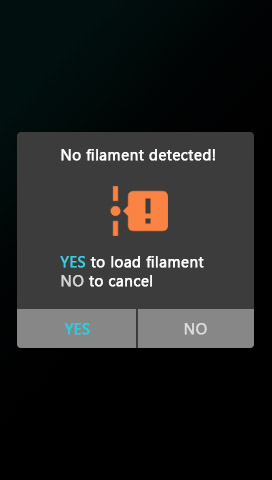 No filament detected!
YES to load filament
NO to cancel
YES
NO